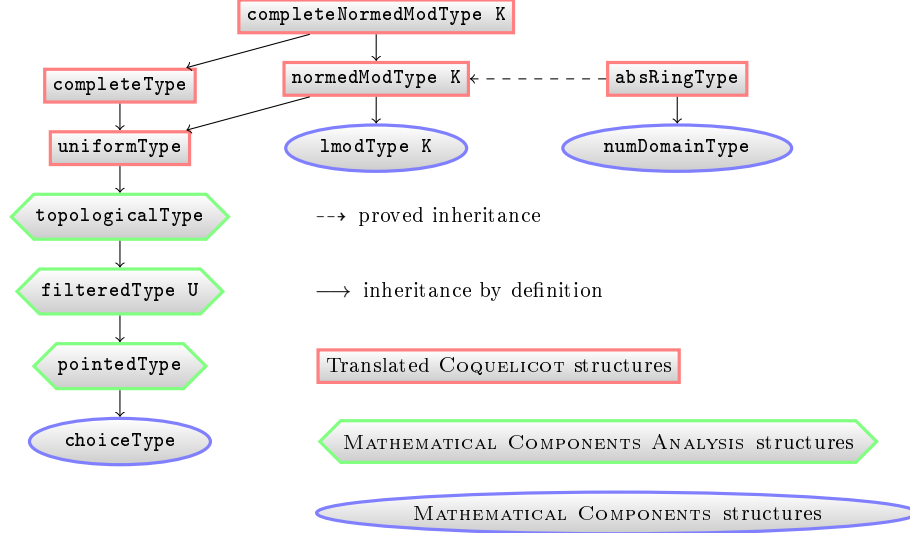 completeNormedModType K
completeType
normedModType K
absRingType
uniformType
lmodType K
numDomainType
topologicalType
proved inheritance
filteredType U
inheritance by definition
pointedType
Translated COQUELICOT structures
choiceType
MATHEMATICAL COMPONENTS ANALYSIS structures
MATHEMATICAL COMPONENTS structures